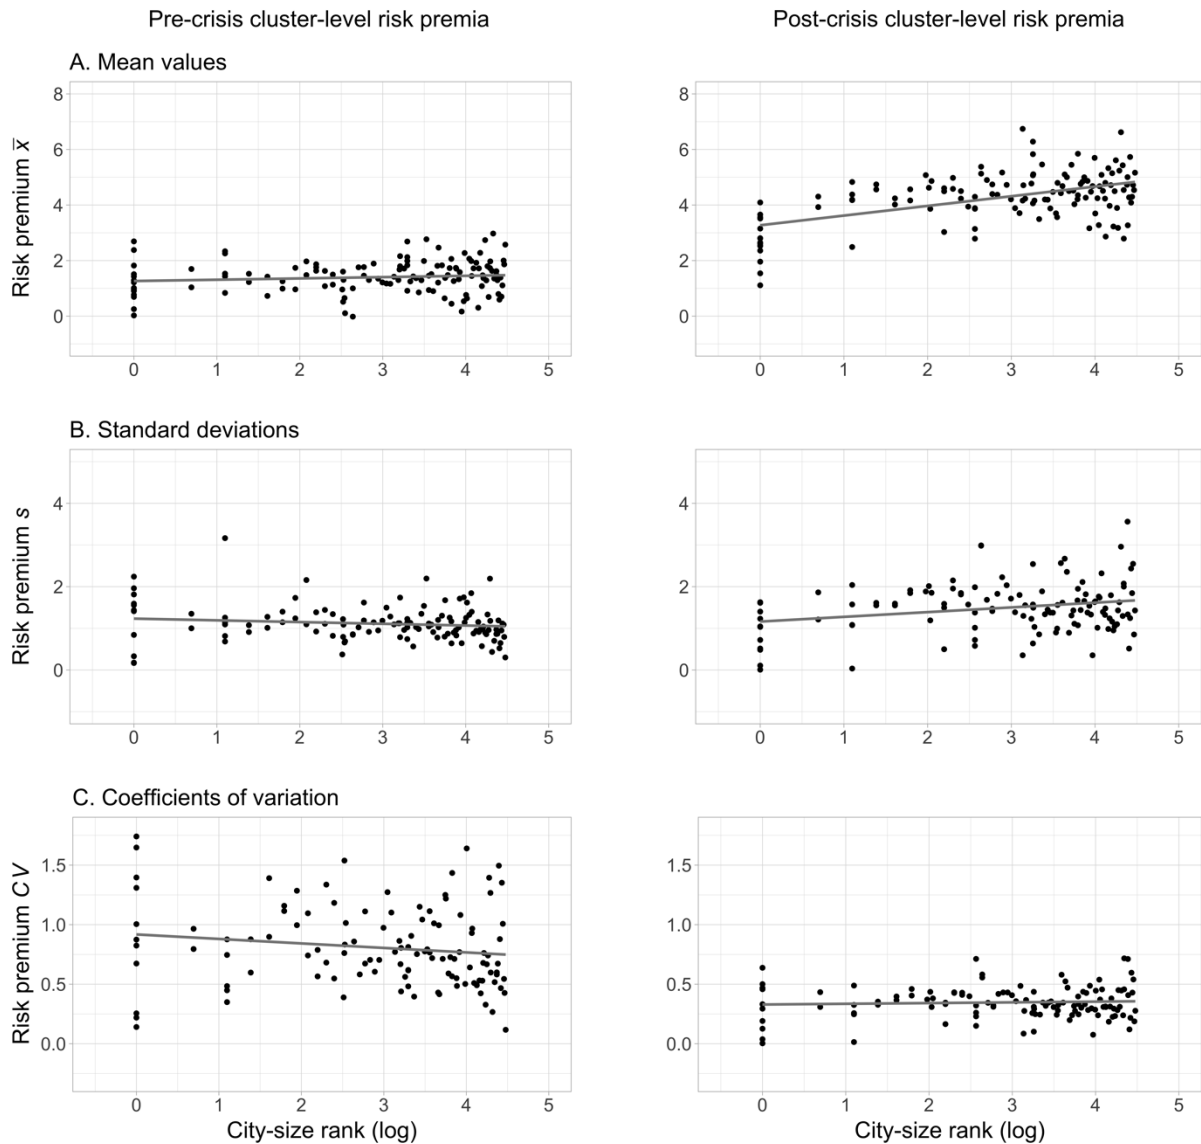 Pre-crisis cluster-level risk premia
Post-crisis cluster-level risk premia
A. Mean values
Risk premium x̄
8
6
4
2
0
0 1 2 3 4 5
8
6
4
2
0
0 1 2 3 4 5
B. Standard deviations
Risk premium s
4
2
0
0 1 2 3 4 5
4
2
0
0 1 2 3 4 5
C. Coefficients of variation
Risk premium CV
1.5
1.0
0.5
0.0
0 1 2 3 4 5
City-size rank (log)
1.5
1.0
0.5
0.0
0 1 2 3 4 5
City-size rank (log)